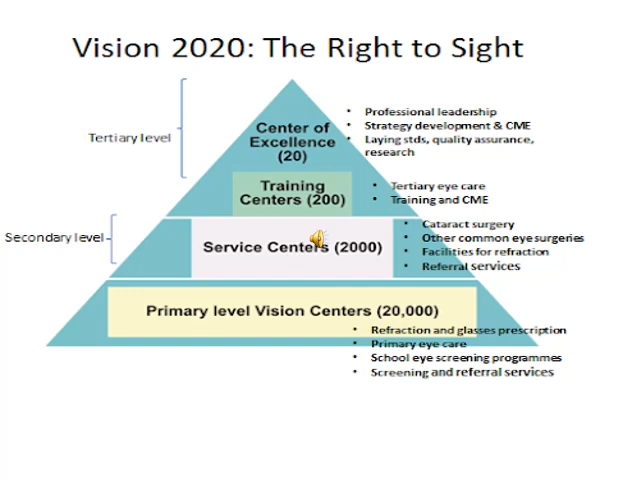 Vision 2020: The Right to Sight
Tertiary level
Center of
Excellence
(20)
• Professional leadership
• Strategy development & CME
• Laying stds, quality assurance,
research
Training
Centers (200)
• Tertiary eye care
• Training and CME
Secondary level
Service Centers (2000)
• Cataract surgery
• Other common eye surgeries
• Facilities for refraction
• Referral services
Primary level Vision Centers (20,000)
• Refraction and glasses prescription
• Primary eye care
• School eye screening programmes
• Screening and referral services